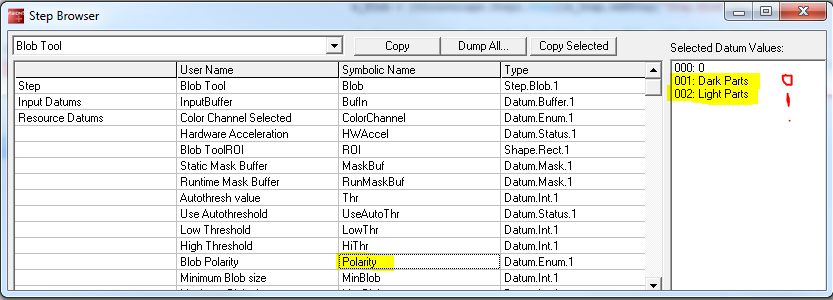 Step Browser
Blob Tool
Copy
Dump All...
Copy Selected
Selected Datum Values:
User Name Symbolic Name Type
Step Blob Tool Blob Step.Blob.1
Input Datums InputBuffer BufIn Datum.Buffer.1
Resource Datums Color Channel Selected ColorChannel Datum.Enum.1
Hardware Acceleration HWAccel Datum.Status.1
Blob ToolROI ROI Shape.Rect.1
Static Mask Buffer MaskBuf Datum.Mask.1
Runtime Mask Buffer RunMaskBuf Datum.Mask.1
Autothresh value Thr Datum.Int.1
Use Autothreshold UseAutoThr Datum.Status.1
Low Threshold LowThr Datum.Int.1
High Threshold HiThr Datum.Int.1
Blob Polarity Polarity Datum.Enum.1
Minimum Blob size MinBlob Datum.Int.1
000: 0
001: Dark Parts 0
002: Light Parts 1